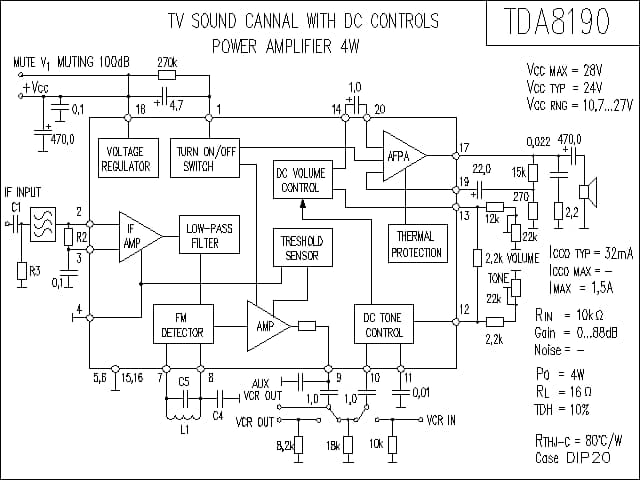 TV SOUND CANNAL WITH DC CONTROLS
POWER AMPLIFIER 4W
TDA8190
MUTE V1 MUTING 100dB
270k
+VCC
0,1
4,7
470,0
18
1
1,0
14
20
VCC MAX = 28V
VCC TYP = 24V
VCC RNG = 10,7...27V
VOLTAGE
REGULATOR
TURN ON/OFF
SWITCH
DC VOLUME
CONTROL
AFPA
17
0,022
470,0
22,0
15k
19
270
2,2
IF INPUT
C1
2
R2
3
R3
0,1
IF
AMP
LOW-PASS
FILTER
TRESHOLD
SENSOR
THERMAL
PROTECTION
13
12k
22k
2,2k
VOLUME
TONE
22k
2,2k
12
ICCO TYP = 32mA
ICCO MAX = -
IMAX = 1,5A
4
FM
DETECTOR
AMP
DC TONE
CONTROL
RIN = 10kΩ
Gain = 0...88dB
Noise = -
5,6
15,16
7
8
9
10
11
C5
L1
C4
AUX
VCR OUT
1,0
1,0
0,01
VCR OUT
VCR IN
8,2k
18k
10k
PO = 4W
RL = 16Ω
TDH = 10%
RTHJ-C = 80°C/W
Case DIP20